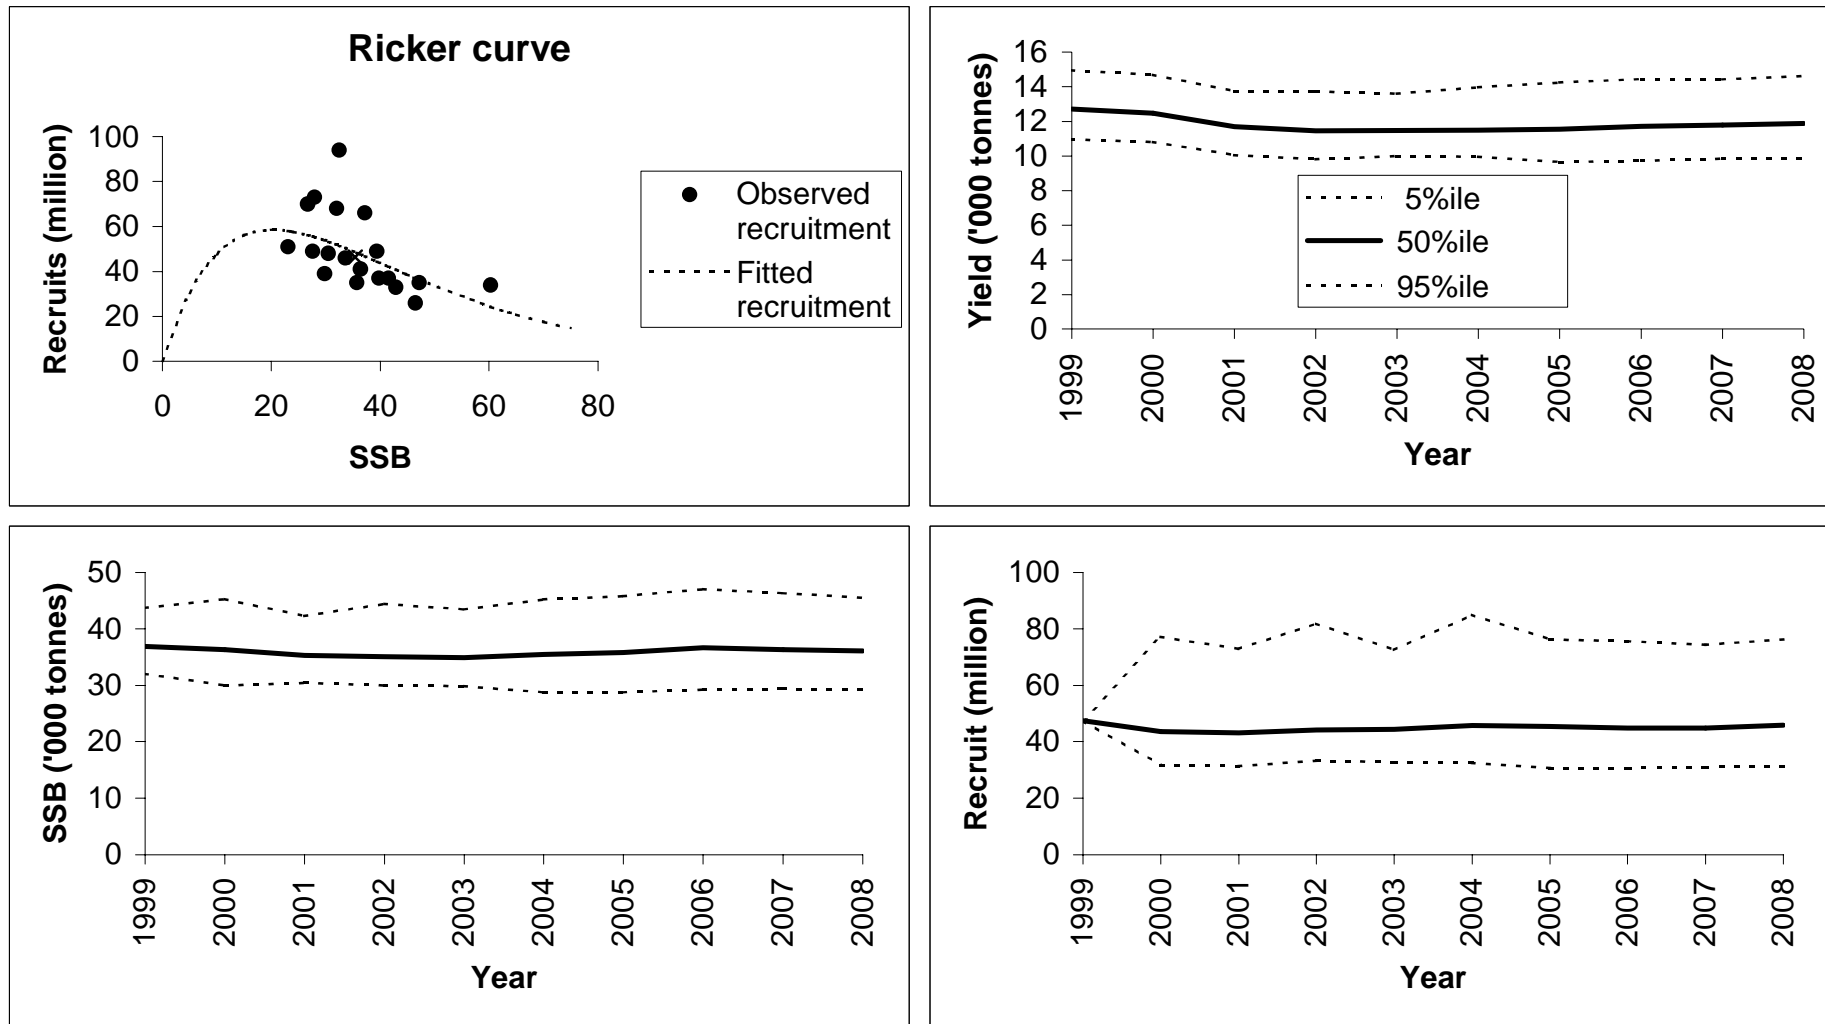 Ricker curve
Recruits (million)
100
80
60
40
20
0
0 20 40 60 80
SSB
Observed
recruitment
Fitted
recruitment
Yield ('000 tonnes)
16
14
12
10
8
6
4
2
0
5%ile
50%ile
95%ile
1999 2000 2001 2002 2003 2004 2005 2006 2007 2008
Year
SSB ('000 tonnes)
50
40
30
20
10
0
1999 2000 2001 2002 2003 2004 2005 2006 2007 2008
Year
Recruit (million)
100
80
60
40
20
0
1999 2000 2001 2002 2003 2004 2005 2006 2007 2008
Year